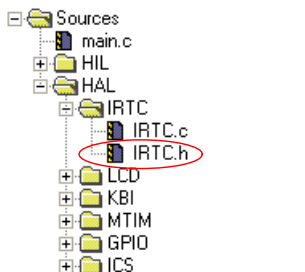 Sources
main.c
HIL
HAL
IRTC
IRTC.c
IRTC.h
LCD
KBI
MTIM
GPIO
ICS